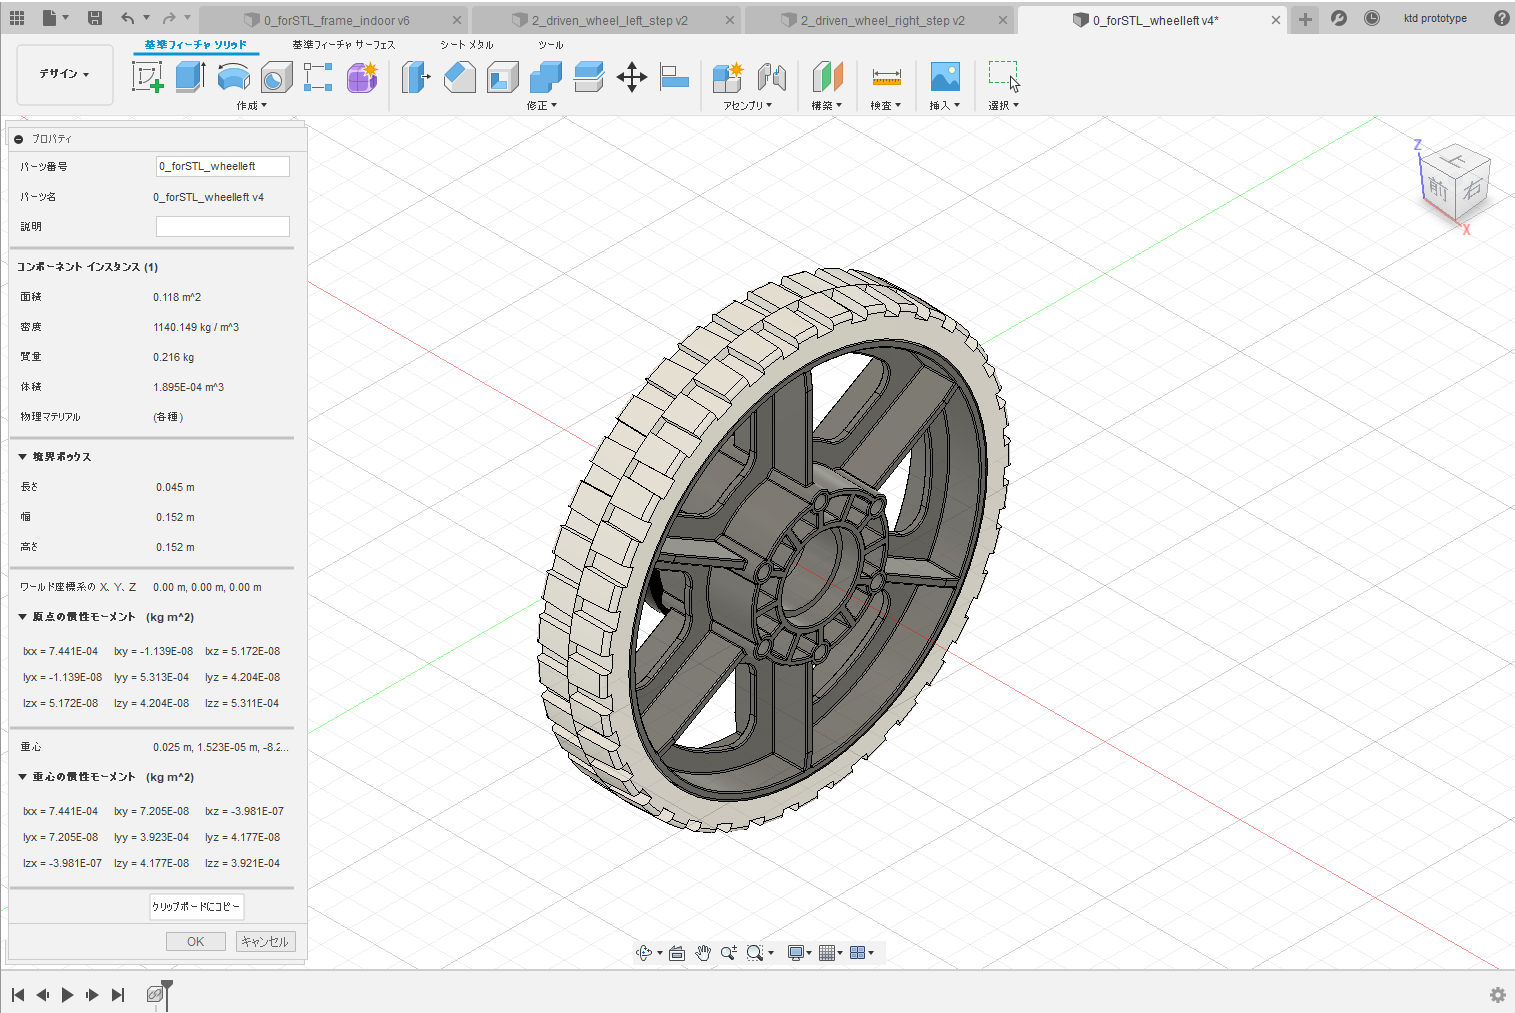 0_forSTL_frame_indoor v6
2_driven_wheel_left_step v2
2_driven_wheel_right_step v2
0_forSTL_wheelleft v4*
ktd prototype
デザイン
基準フィーチャ ソリッド
基準フィーチャ サーフェス
シート メタル
ツール
作成
修正
アセンブリ
構築
検査
挿入
選択
プロパティ
パーツ番号 0_forSTL_wheelleft
パーツ名 0_forSTL_wheelleft v4
説明
コンポーネント インスタンス (1)
面積 0.118 m^2
密度 1140.149 kg / m^3
質量 0.216 kg
体積 1.895E-04 m^3
物理マテリアル (各種)
境界ボックス
長さ 0.045 m
幅 0.152 m
高さ 0.152 m
ワールド座標系の X、Y、Z 0.00 m, 0.00 m, 0.00 m
原点の慣性モーメント (kg m^2)
Ixx = 7.441E-04 Ixy = -1.139E-08 Ixz = 5.172E-08
Iyx = -1.139E-08 Iyy = 5.313E-04 Iyz = 4.204E-08
Izx = 5.172E-08 Izy = 4.204E-08 Izz = 5.311E-04
重心 0.025 m, 1.523E-05 m, -8.2...
重心の慣性モーメント (kg m^2)
Ixx = 7.441E-04 Ixy = 7.205E-08 Ixz = -3.981E-07
Iyx = 7.205E-08 Iyy = 3.923E-04 Iyz = 4.177E-08
Izx = -3.981E-07 Izy = 4.177E-08 Izz = 3.921E-04
クリップボードにコピー
OK キャンセル
Z
上
前 右
X